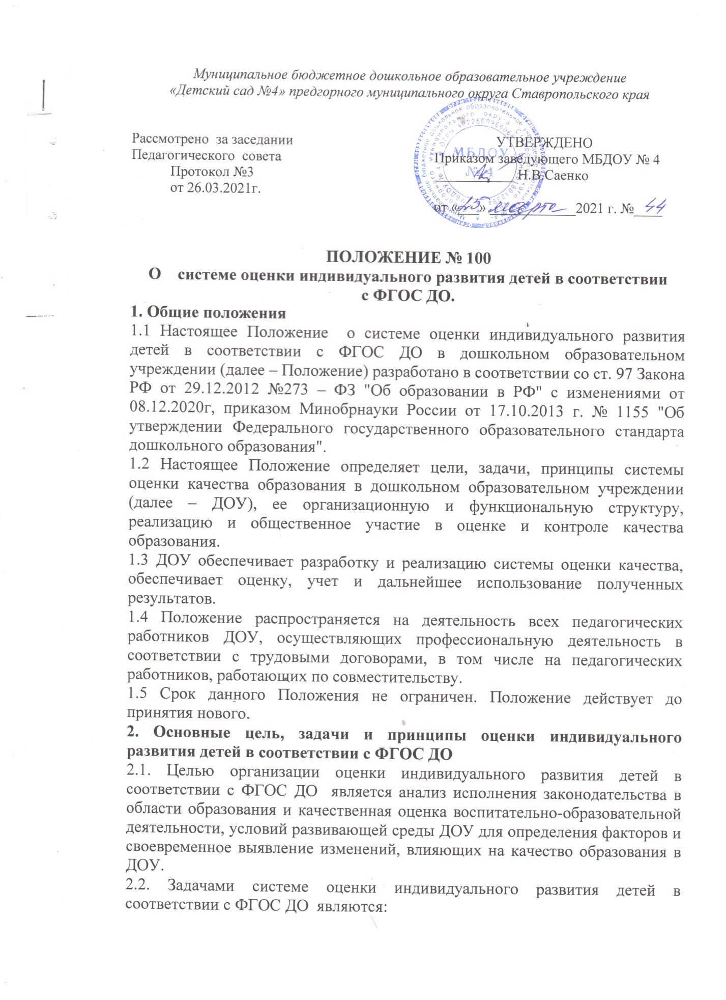 Муниципальное бюджетное дошкольное образовательное учреждение
«Детский сад №4» предгорного муниципального округа Ставропольского края
Рассмотрено за заседании
Педагогического совета
Протокол №3
от 26.03.2021г.
МБДОУ
№ 4
УТВЕРЖДЕНО
Приказом заведующего МБДОУ № 4
____________ Н.В.Саенко
от «25» марта 2021 г. № 44
ПОЛОЖЕНИЕ № 100
О системе оценки индивидуального развития детей в соответствии
с ФГОС ДО.
1. Общие положения
1.1 Настоящее Положение о системе оценки индивидуального развития
детей в соответствии с ФГОС ДО в дошкольном образовательном
учреждении (далее – Положение) разработано в соответствии со ст. 97 Закона
РФ от 29.12.2012 №273 – ФЗ "Об образовании в РФ" с изменениями от
08.12.2020г, приказом Минобрнауки России от 17.10.2013 г. № 1155 "Об
утверждении Федерального государственного образовательного стандарта
дошкольного образования".
1.2 Настоящее Положение определяет цели, задачи, принципы системы
оценки качества образования в дошкольном образовательном учреждении
(далее – ДОУ), ее организационную и функциональную структуру,
реализацию и общественное участие в оценке и контроле качества
образования.
1.3 ДОУ обеспечивает разработку и реализацию системы оценки качества,
обеспечивает оценку, учет и дальнейшее использование полученных
результатов.
1.4 Положение распространяется на деятельность всех педагогических
работников ДОУ, осуществляющих профессиональную деятельность в
соответствии с трудовыми договорами, в том числе на педагогических
работников, работающих по совместительству.
1.5 Срок данного Положения не ограничен. Положение действует до
принятия нового.
2. Основные цель, задачи и принципы оценки индивидуального
развития детей в соответствии с ФГОС ДО
2.1. Целью организации оценки индивидуального развития детей в
соответствии с ФГОС ДО является анализ исполнения законодательства в
области образования и качественная оценка воспитательно-образовательной
деятельности, условий развивающей среды ДОУ для определения факторов и
своевременное выявление изменений, влияющих на качество образования в
ДОУ.
2.2. Задачами системе оценки индивидуального развития детей в
соответствии с ФГОС ДО являются: